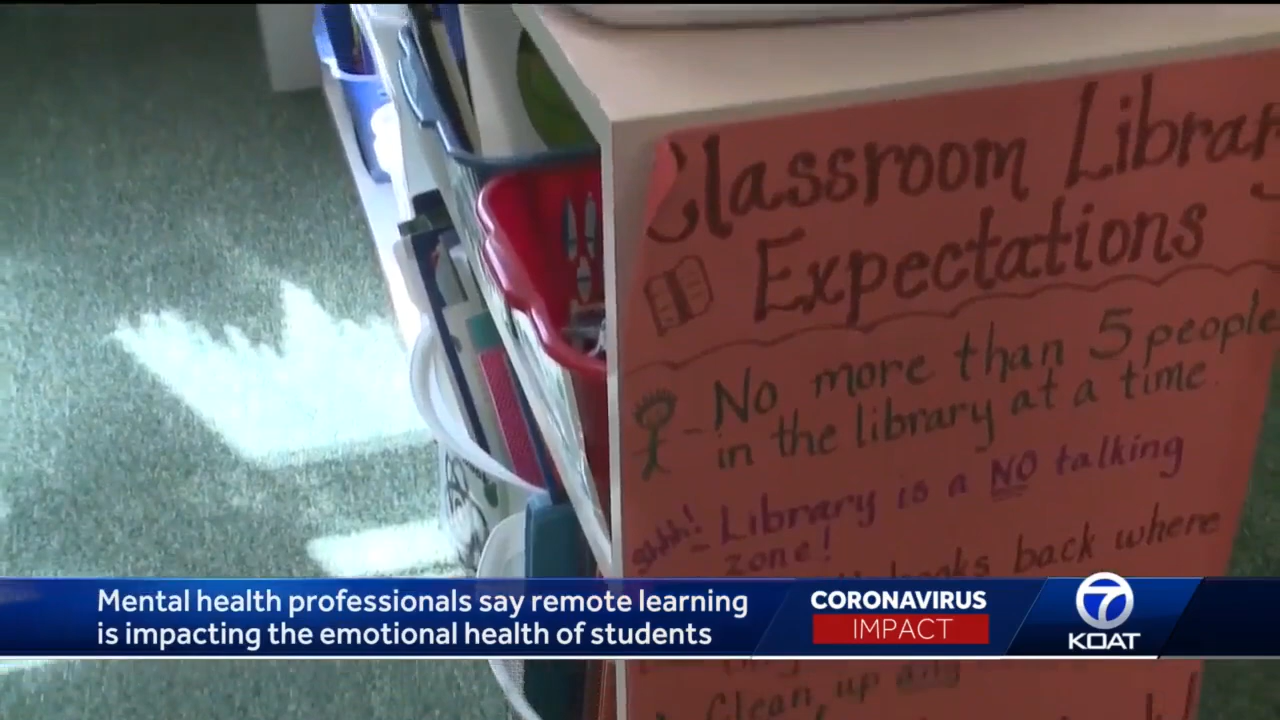 Classroom Library
Expectations
- No more than 5 people
in the library at a time
shhh! - Library is a NO talking
zone!
books back where
Clean up any
Mental health professionals say remote learning
is impacting the emotional health of students
CORONAVIRUS
IMPACT
7
KOAT